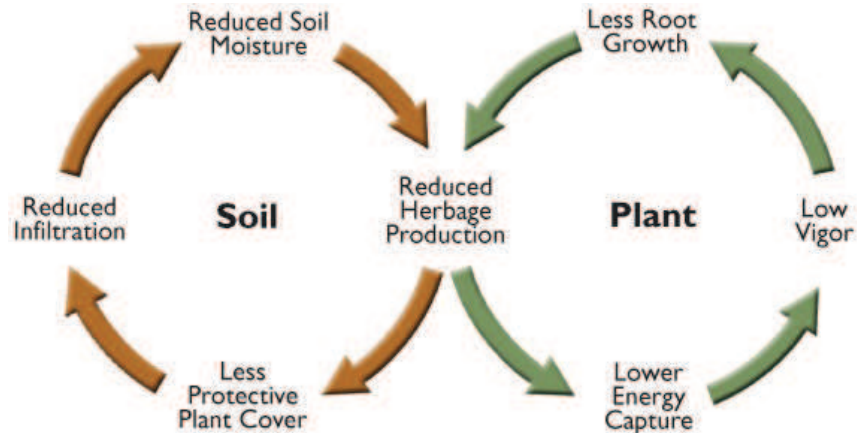 Reduced Soil
Moisture
Less Root
Growth
Reduced
Infiltration
Soil
Reduced
Herbage
Production
Plant
Low
Vigor
Less
Protective
Plant Cover
Lower
Energy
Capture